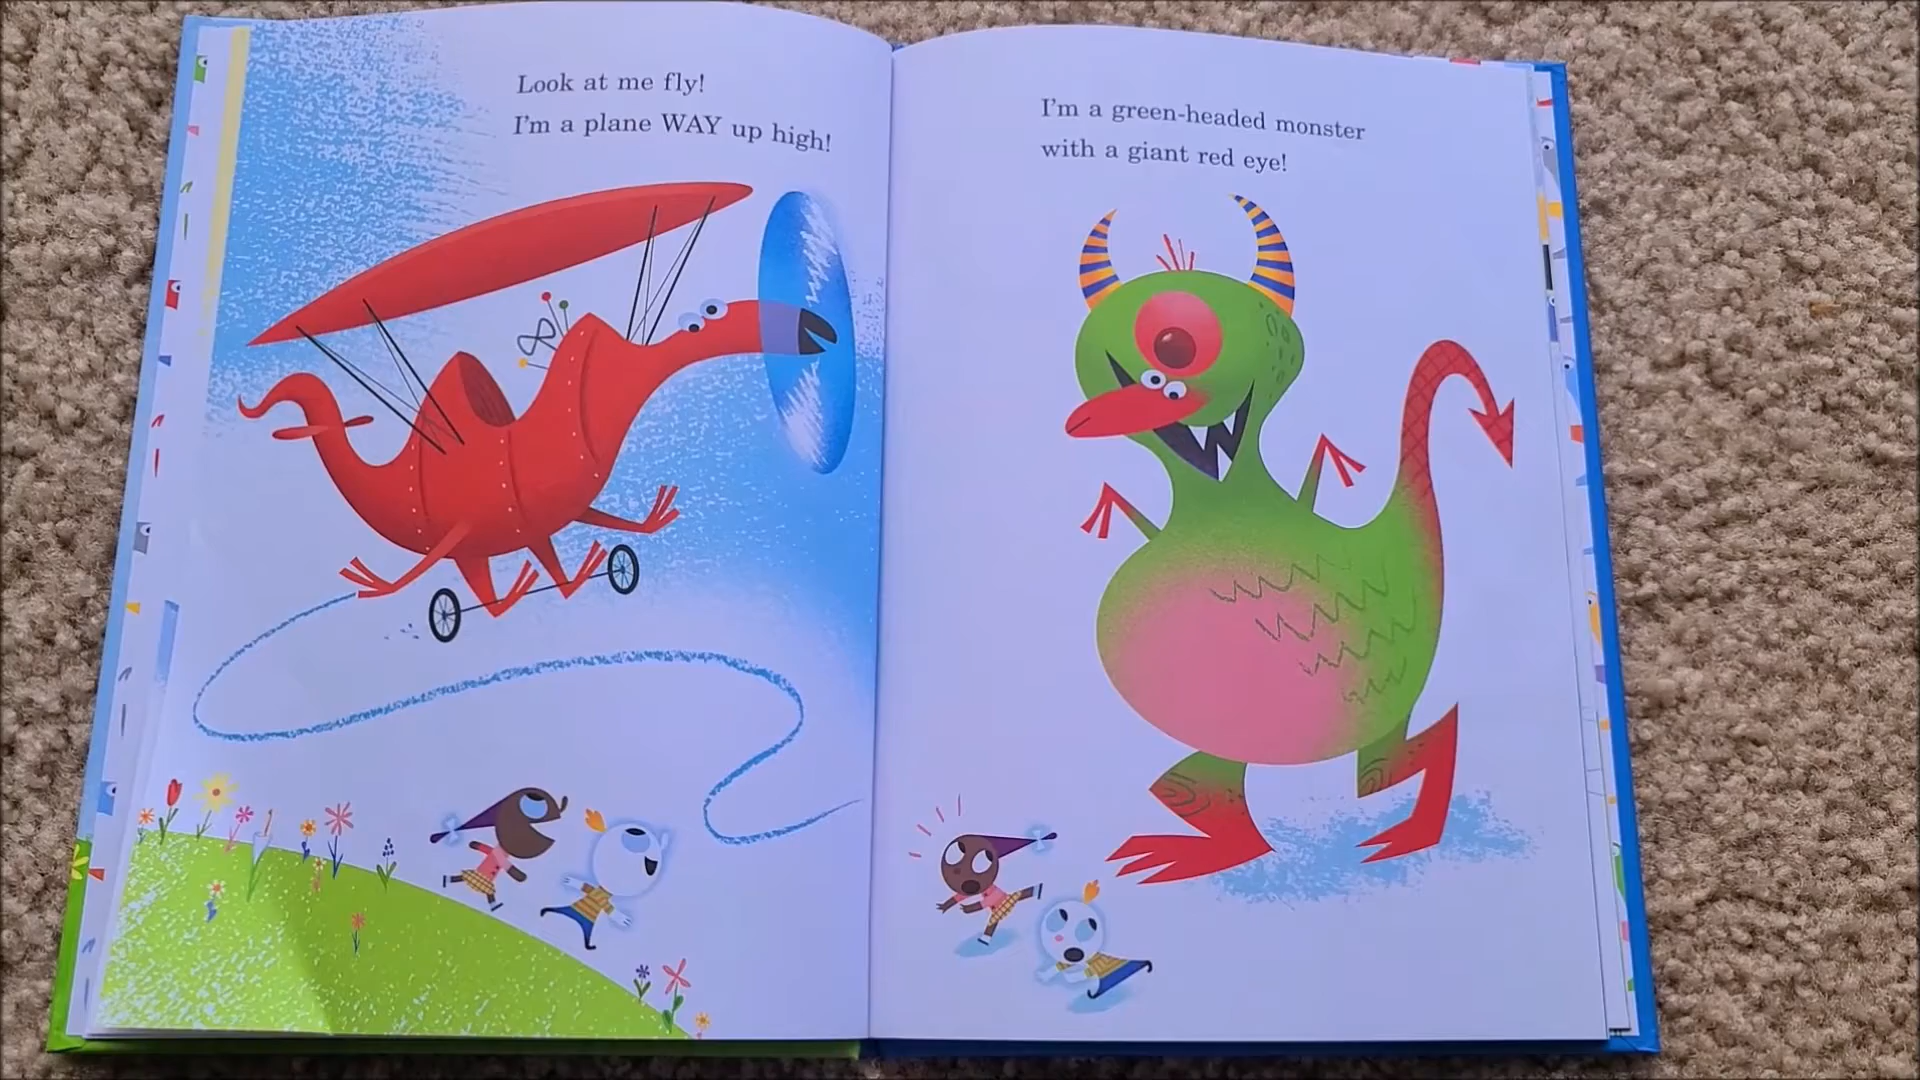 Look at me fly!
I'm a plane WAY up high!
I'm a green-headed monster
with a giant red eye!